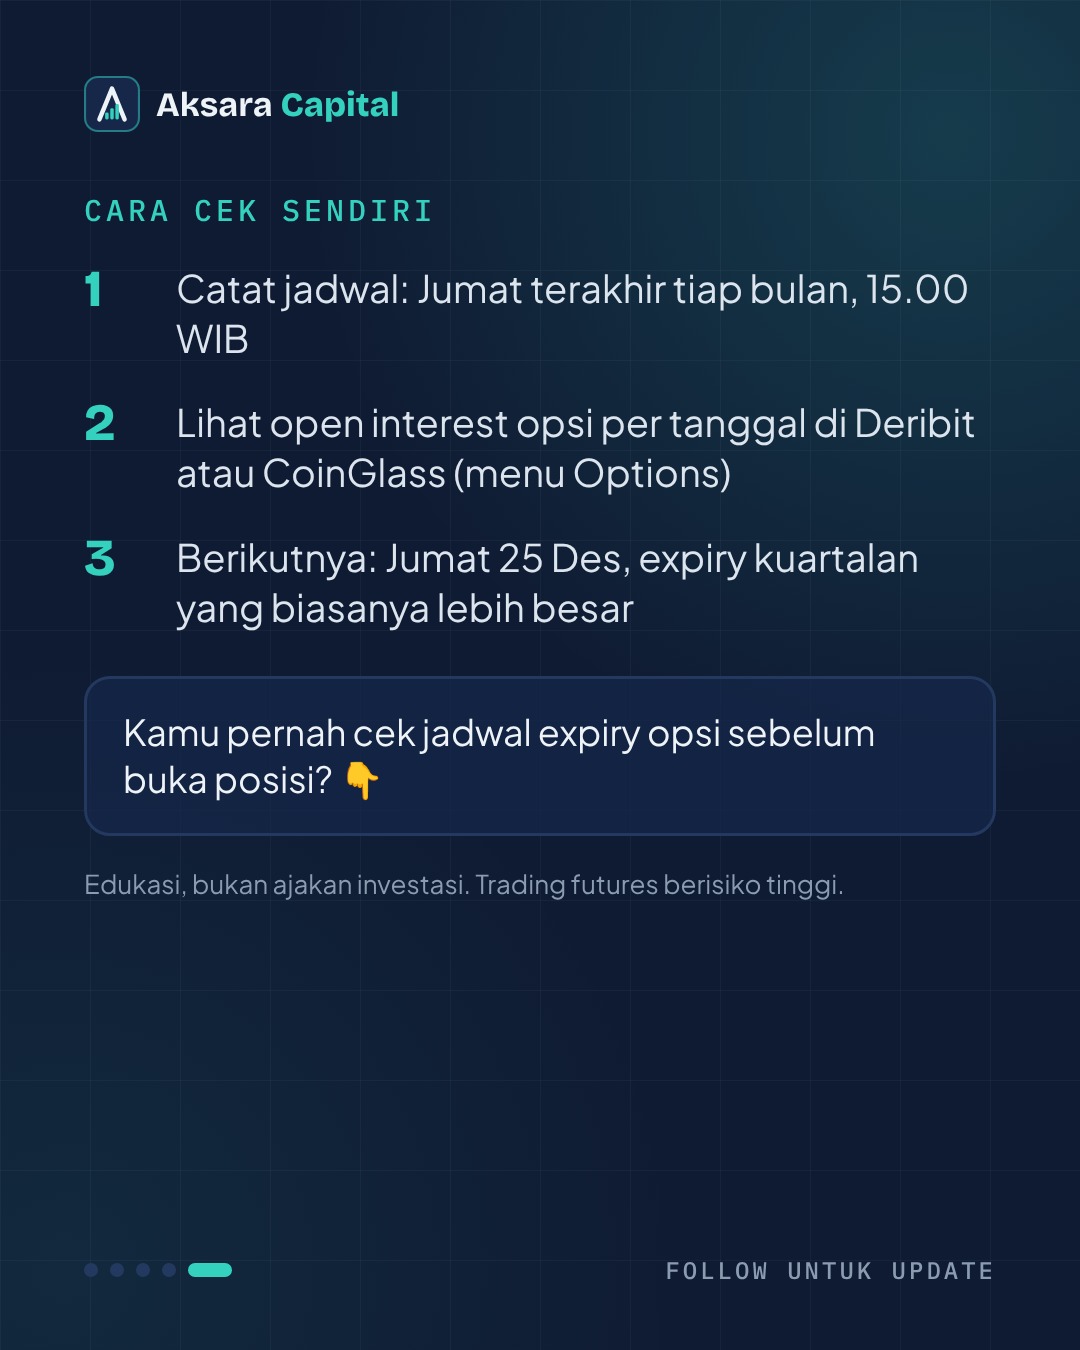 Aksara Capital
CARA CEK SENDIRI
1 Catat jadwal: Jumat terakhir tiap bulan, 15.00
WIB
2 Lihat open interest opsi per tanggal di Deribit
atau CoinGlass (menu Options)
3 Berikutnya: Jumat 25 Des, expiry kuartalan
yang biasanya lebih besar
Kamu pernah cek jadwal expiry opsi sebelum
buka posisi? 👇
Edukasi, bukan ajakan investasi. Trading futures berisiko tinggi.
FOLLOW UNTUK UPDATE